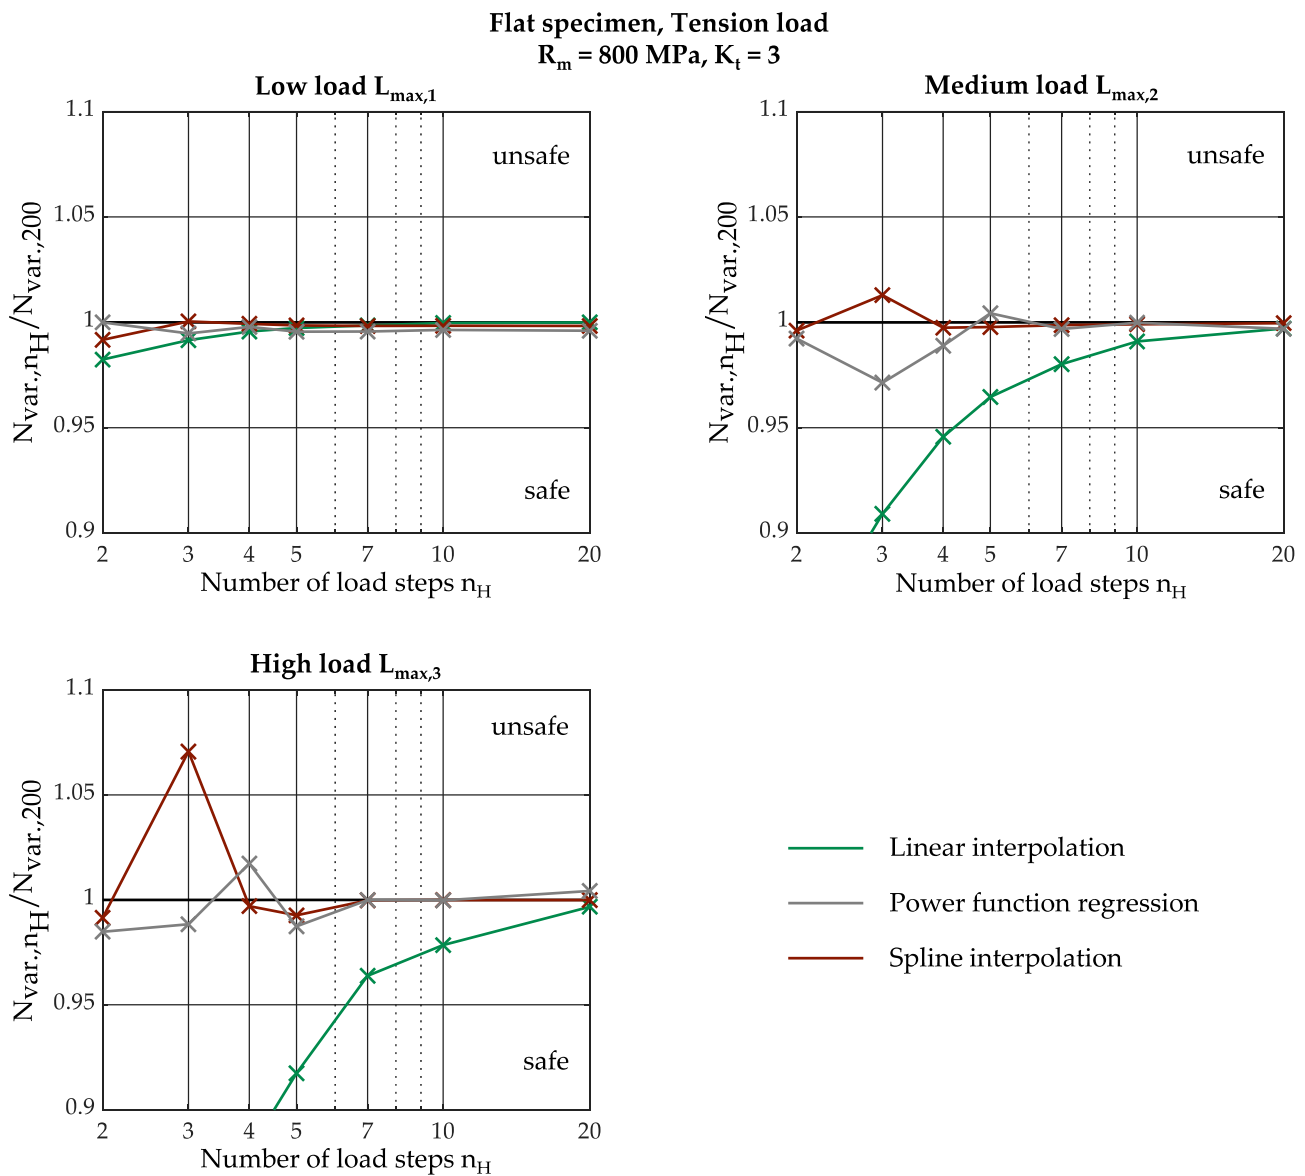 Flat specimen, Tension load
Rm = 800 MPa, Kt = 3
Low load Lmax,1
1.1
1.05
1
0.95
0.9
Nvar.,nH/Nvar.,200
unsafe
safe
2 3 4 5 7 10 20
Number of load steps nH
Medium load Lmax,2
1.1
1.05
1
0.95
0.9
Nvar.,nH/Nvar.,200
unsafe
safe
2 3 4 5 7 10 20
Number of load steps nH
High load Lmax,3
1.1
1.05
1
0.95
0.9
Nvar.,nH/Nvar.,200
unsafe
safe
2 3 4 5 7 10 20
Number of load steps nH
Linear interpolation
Power function regression
Spline interpolation